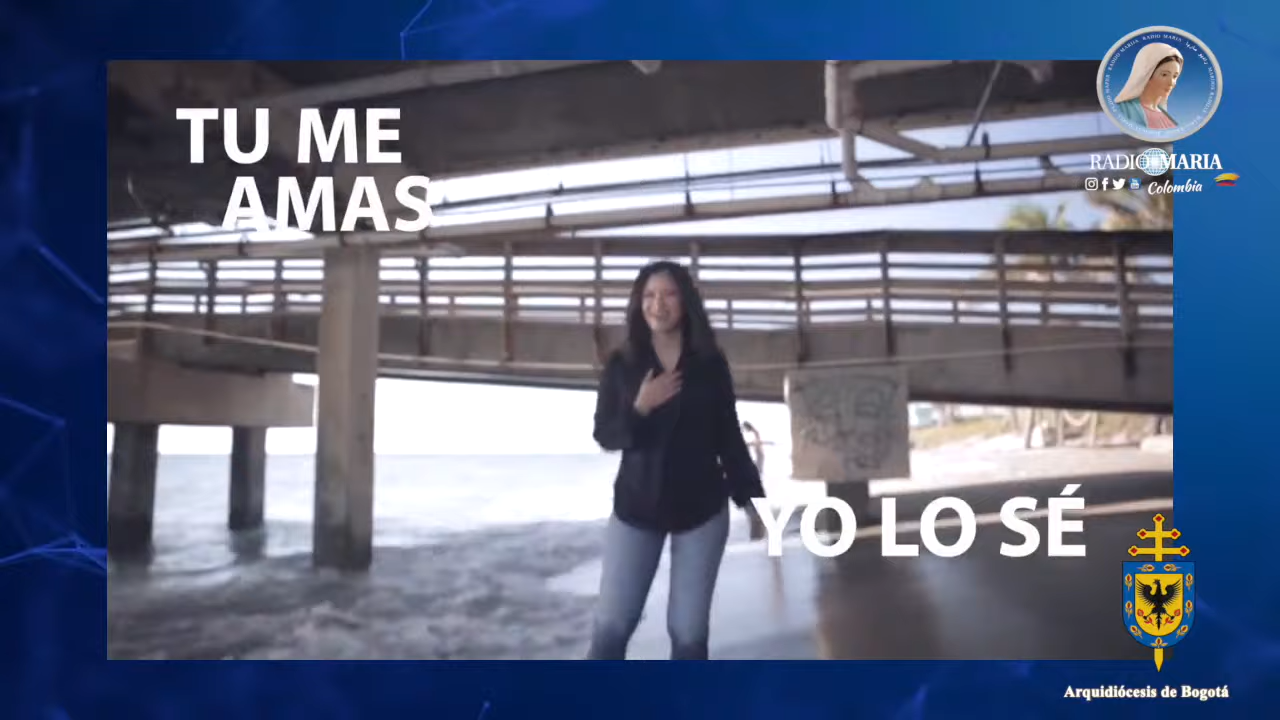 TU ME
AMAS
YO LO SÉ
RADIO MARIA
Colombia
Arquidiócesis de Bogotá